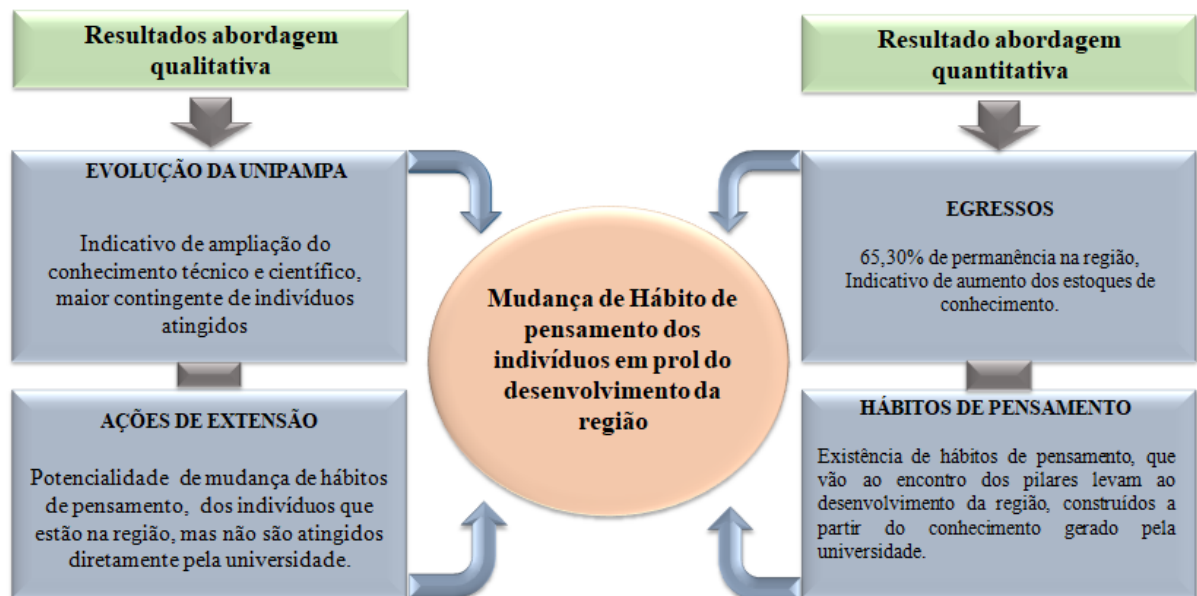 Resultados abordagem
qualitativa
EVOLUÇÃO DA UNIPAMPA
Indicativo de ampliação do
conhecimento técnico e científico,
maior contingente de indivíduos
atingidos
AÇÕES DE EXTENSÃO
Potencialidade de mudança de hábitos
de pensamento, dos indivíduos que
estão na região, mas não são atingidos
diretamente pela universidade.
Mudança de Hábito de
pensamento dos
indivíduos em prol do
desenvolvimento da
região
Resultado abordagem
quantitativa
EGRESSOS
65,30% de permanência na região,
Indicativo de aumento dos estoques de
conhecimento.
HÁBITOS DE PENSAMENTO
Existência de hábitos de pensamento, que
vão ao encontro dos pilares levam ao
desenvolvimento da região, construídos a
partir do conhecimento gerado pela
universidade.